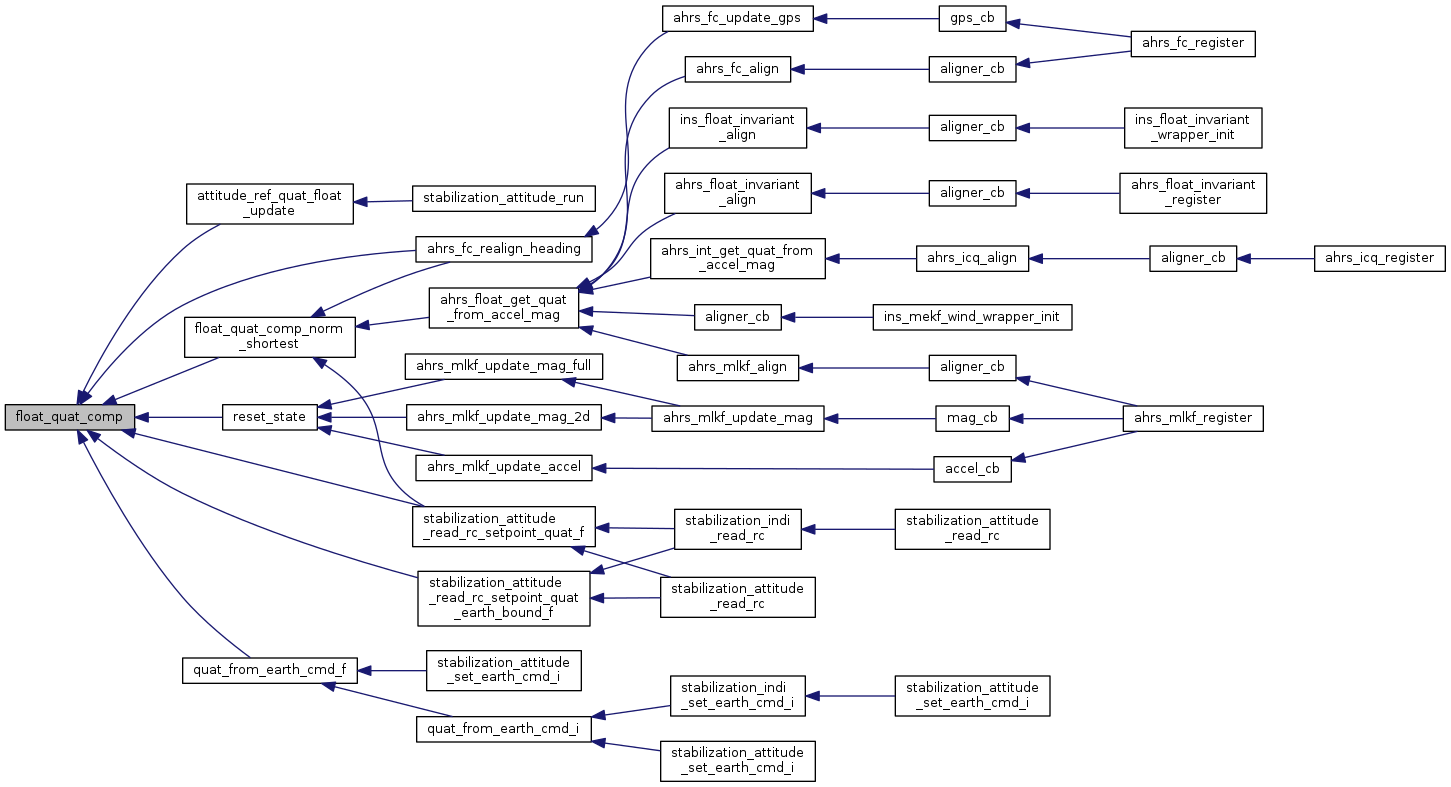 ahrs_fc_update_gps
gps_cb
ahrs_fc_register
ahrs_fc_align
aligner_cb
ins_float_invariant
_align
aligner_cb
ins_float_invariant
_wrapper_init
attitude_ref_quat_float
_update
stabilization_attitude_run
ahrs_float_invariant
_align
aligner_cb
ahrs_float_invariant
_register
ahrs_fc_realign_heading
ahrs_int_get_quat_from
_accel_mag
ahrs_icq_align
aligner_cb
ahrs_icq_register
float_quat_comp_norm
_shortest
ahrs_float_get_quat
_from_accel_mag
aligner_cb
ins_mekf_wind_wrapper_init
ahrs_mlkf_update_mag_full
ahrs_mlkf_align
aligner_cb
float_quat_comp
reset_state
ahrs_mlkf_update_mag_2d
ahrs_mlkf_update_mag
mag_cb
ahrs_mlkf_register
ahrs_mlkf_update_accel
accel_cb
stabilization_attitude
_read_rc_setpoint_quat_f
stabilization_indi
_read_rc
stabilization_attitude
_read_rc
stabilization_attitude
_read_rc_setpoint_quat
_earth_bound_f
stabilization_attitude
_read_rc
quat_from_earth_cmd_f
stabilization_attitude
_set_earth_cmd_i
quat_from_earth_cmd_i
stabilization_indi
_set_earth_cmd_i
stabilization_attitude
_set_earth_cmd_i
stabilization_attitude
_set_earth_cmd_i